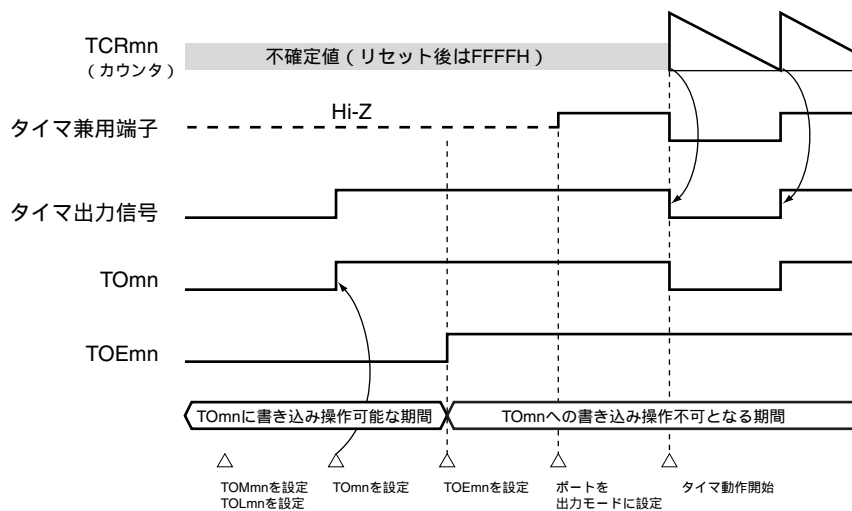 TCRmn
（カウンタ）
不確定値（リセット後はFFFFH）
タイマ兼用端子
Hi-Z
タイマ出力信号
TOmn
TOEmn
TOmnに書き込み操作可能な期間
TOmnへの書き込み操作不可となる期間
TOMmnを設定
TOLmnを設定
TOmnを設定
TOEmnを設定
ポートを
出力モードに設定
タイマ動作開始